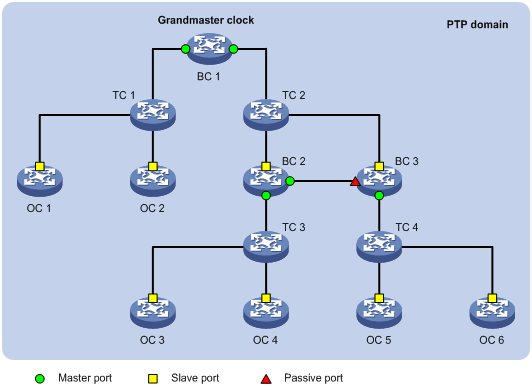 Grandmaster clock
PTP domain
BC 1
TC 1
TC 2
BC 2
BC 3
OC 1
OC 2
TC 3
TC 4
OC 3
OC 4
OC 5
OC 6
Master port
Slave port
Passive port